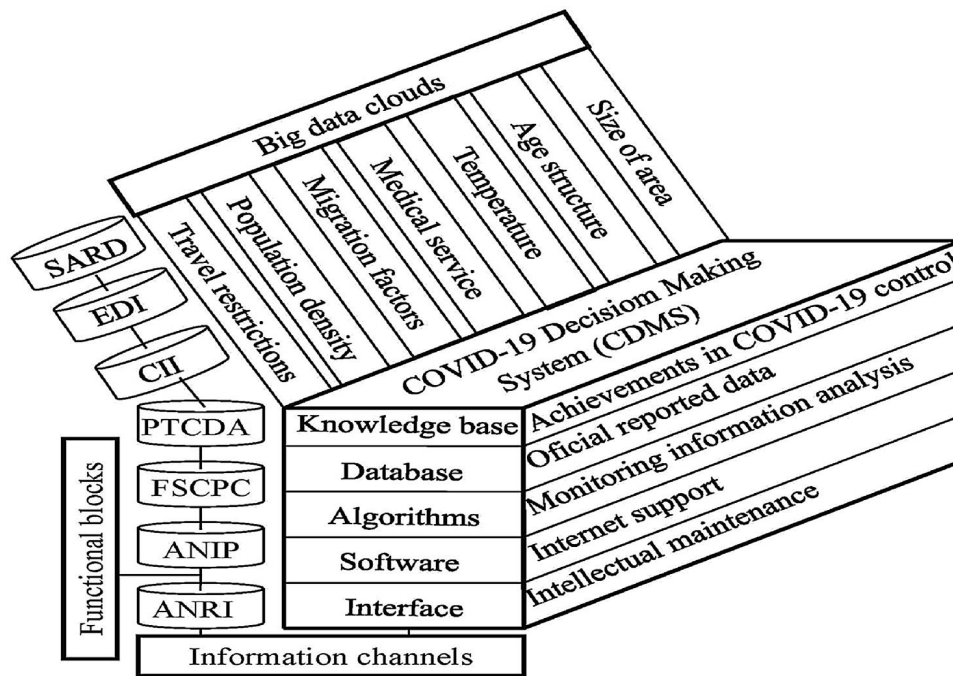 Big data clouds
Travel restrictions
Population density
Migration factors
Medical service
Temperature
Age structure
Size of area
SARD
EDI
CII
PTCDA
FSCPC
ANIP
ANRI
Functional blocks
COVID-19 Decisiom Making
System (CDMS)
Knowledge base
Database
Algorithms
Software
Interface
Achievements in COVID-19 control
Oficial reported data
Monitoring information analysis
Internet support
Intellectual maintenance
Information channels